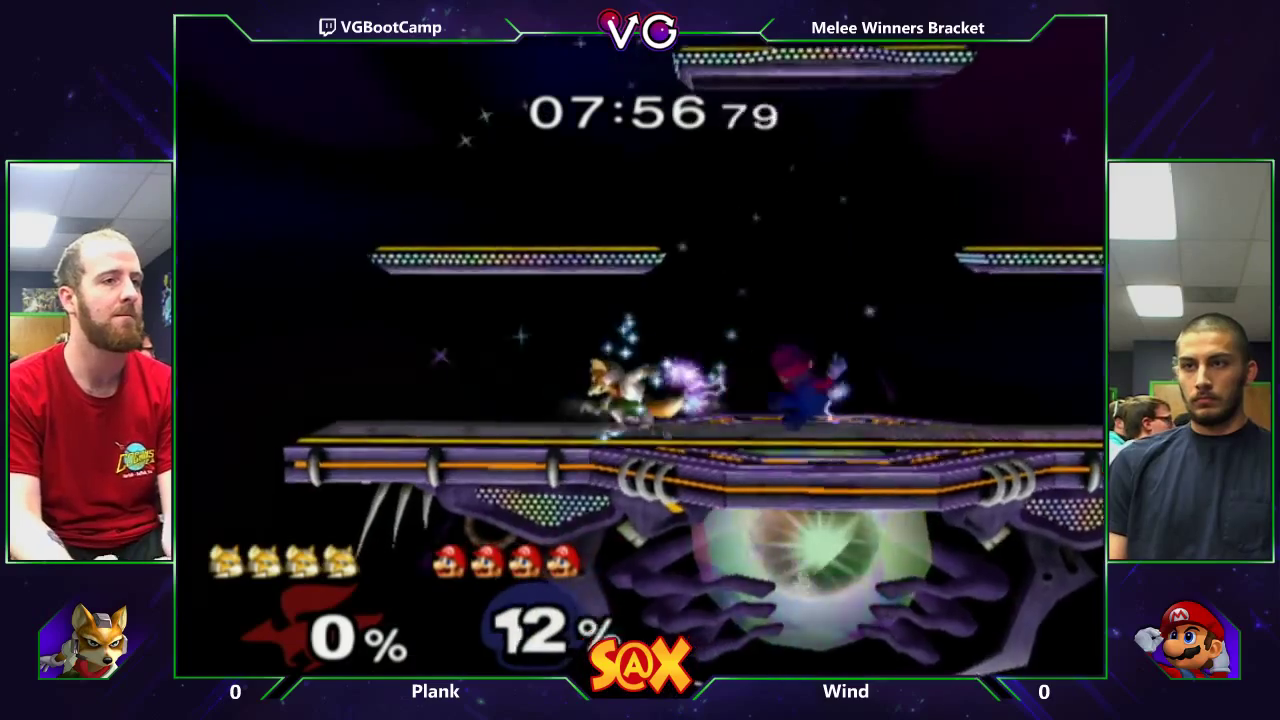 VGBootCamp
VG
Melee Winners Bracket
07:56 79
0%
12%
S@X
0
Plank
Wind
0